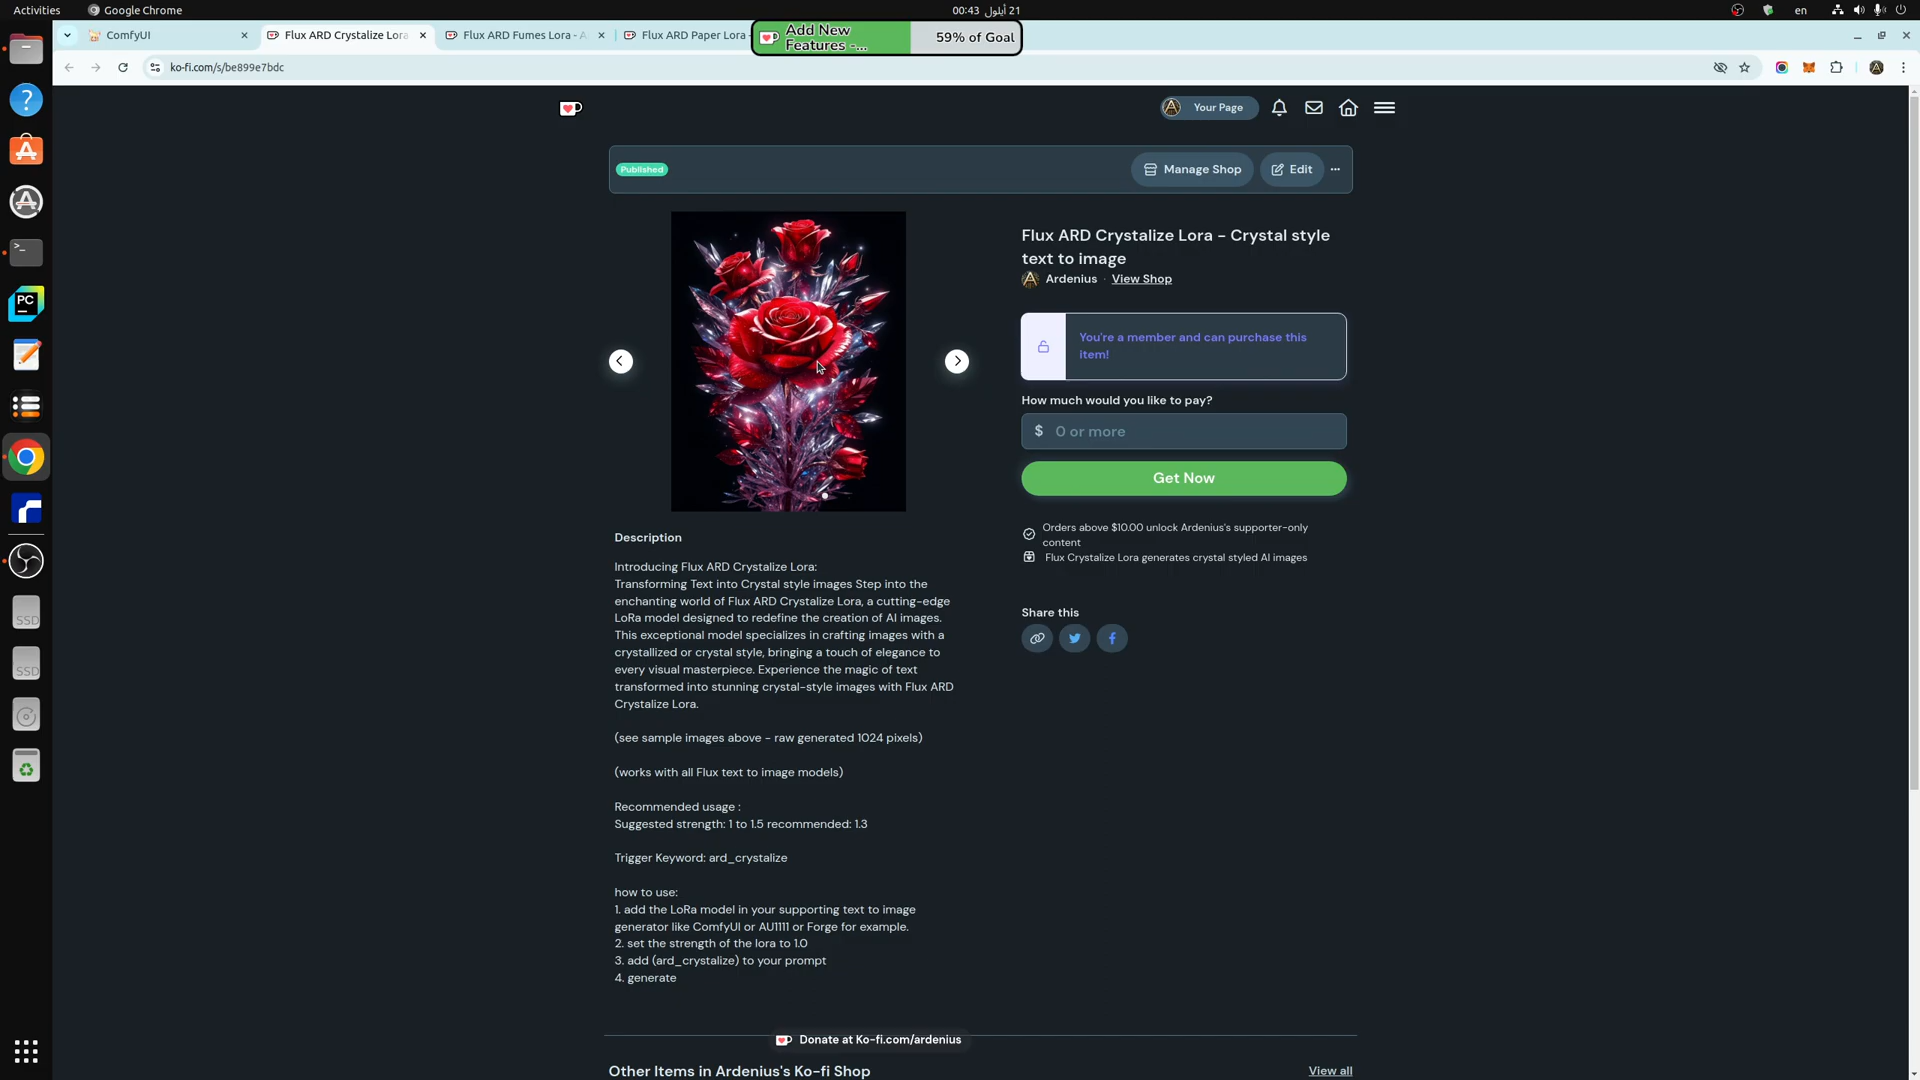 Activities
Google Chrome
00:43 أيلول 21
en
ComfyUI
Flux ARD Crystalize Lora
Flux ARD Fumes Lora - A
Flux ARD Paper Lora
Add New
Features -...
59% of Goal
ko-fi.com/s/be899e7bdc
Your Page
Published
Manage Shop
Edit
Flux ARD Crystalize Lora - Crystal style
text to image
Ardenius · View Shop
You're a member and can purchase this
item!
How much would you like to pay?
$ 0 or more
Get Now
Orders above $10.00 unlock Ardenius's supporter-only
content
Flux Crystalize Lora generates crystal styled AI images
Share this
Description
Introducing Flux ARD Crystalize Lora:
Transforming Text into Crystal style images Step into the
enchanting world of Flux ARD Crystalize Lora, a cutting-edge
LoRa model designed to redefine the creation of AI images.
This exceptional model specializes in crafting images with a
crystallized or crystal style, bringing a touch of elegance to
every visual masterpiece. Experience the magic of text
transformed into stunning crystal-style images with Flux ARD
Crystalize Lora.
(see sample images above - raw generated 1024 pixels)
(works with all Flux text to image models)
Recommended usage :
Suggested strength: 1 to 1.5 recommended: 1.3
Trigger Keyword: ard_crystalize
how to use:
1. add the LoRa model in your supporting text to image
generator like ComfyUI or AU1111 or Forge for example.
2. set the strength of the lora to 1.0
3. add (ard_crystalize) to your prompt
4. generate
Donate at Ko-fi.com/ardenius
Other Items in Ardenius's Ko-fi Shop
View all
PC
SSD
SSD